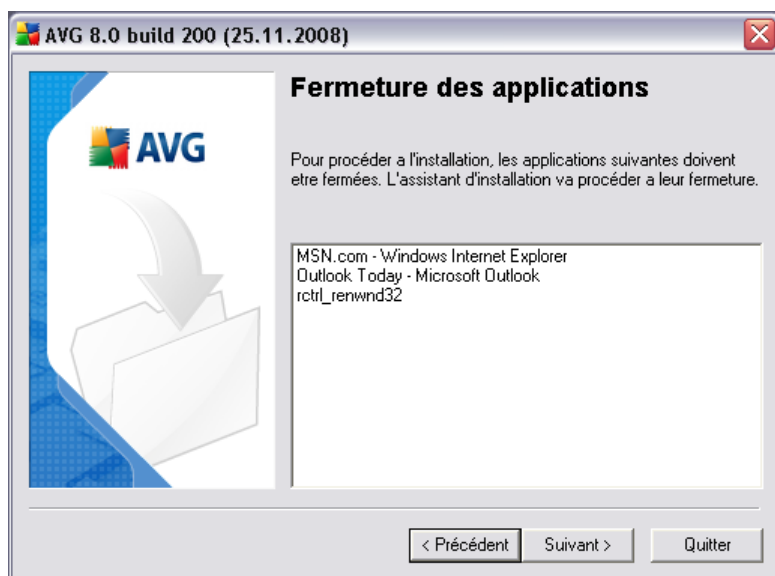 AVG 8.0 build 200 (25.11.2008)
AVG
Fermeture des applications
Pour procéder a l'installation, les applications suivantes doivent
etre fermées. L'assistant d'installation va procéder a leur fermeture.
MSN.com - Windows Internet Explorer
Outlook Today - Microsoft Outlook
rctrl_renwnd32
< Précédent
Suivant >
Quitter